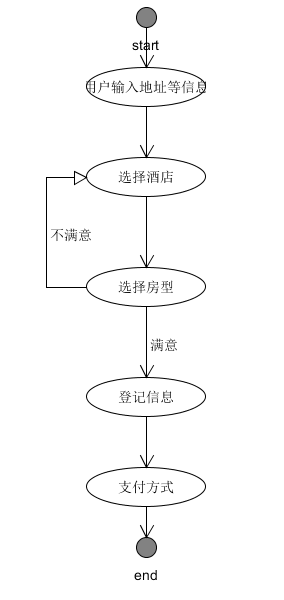 start
用户输入地址等信息
选择酒店
不满意
选择房型
满意
登记信息
支付方式
end